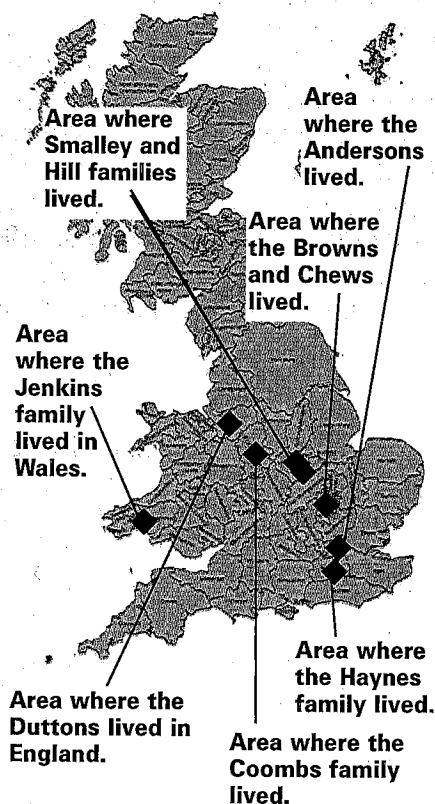 Area where
Smalley and
Hill families
lived.
Area
where the
Andersons
lived.
Area where
the Browns
and Chews
lived.
Area
where the
Jenkins
family
lived in
Wales.
Area where
the Haynes
family lived.
Area where the
Duttons lived in
England.
Area where the
Coombs family
lived.